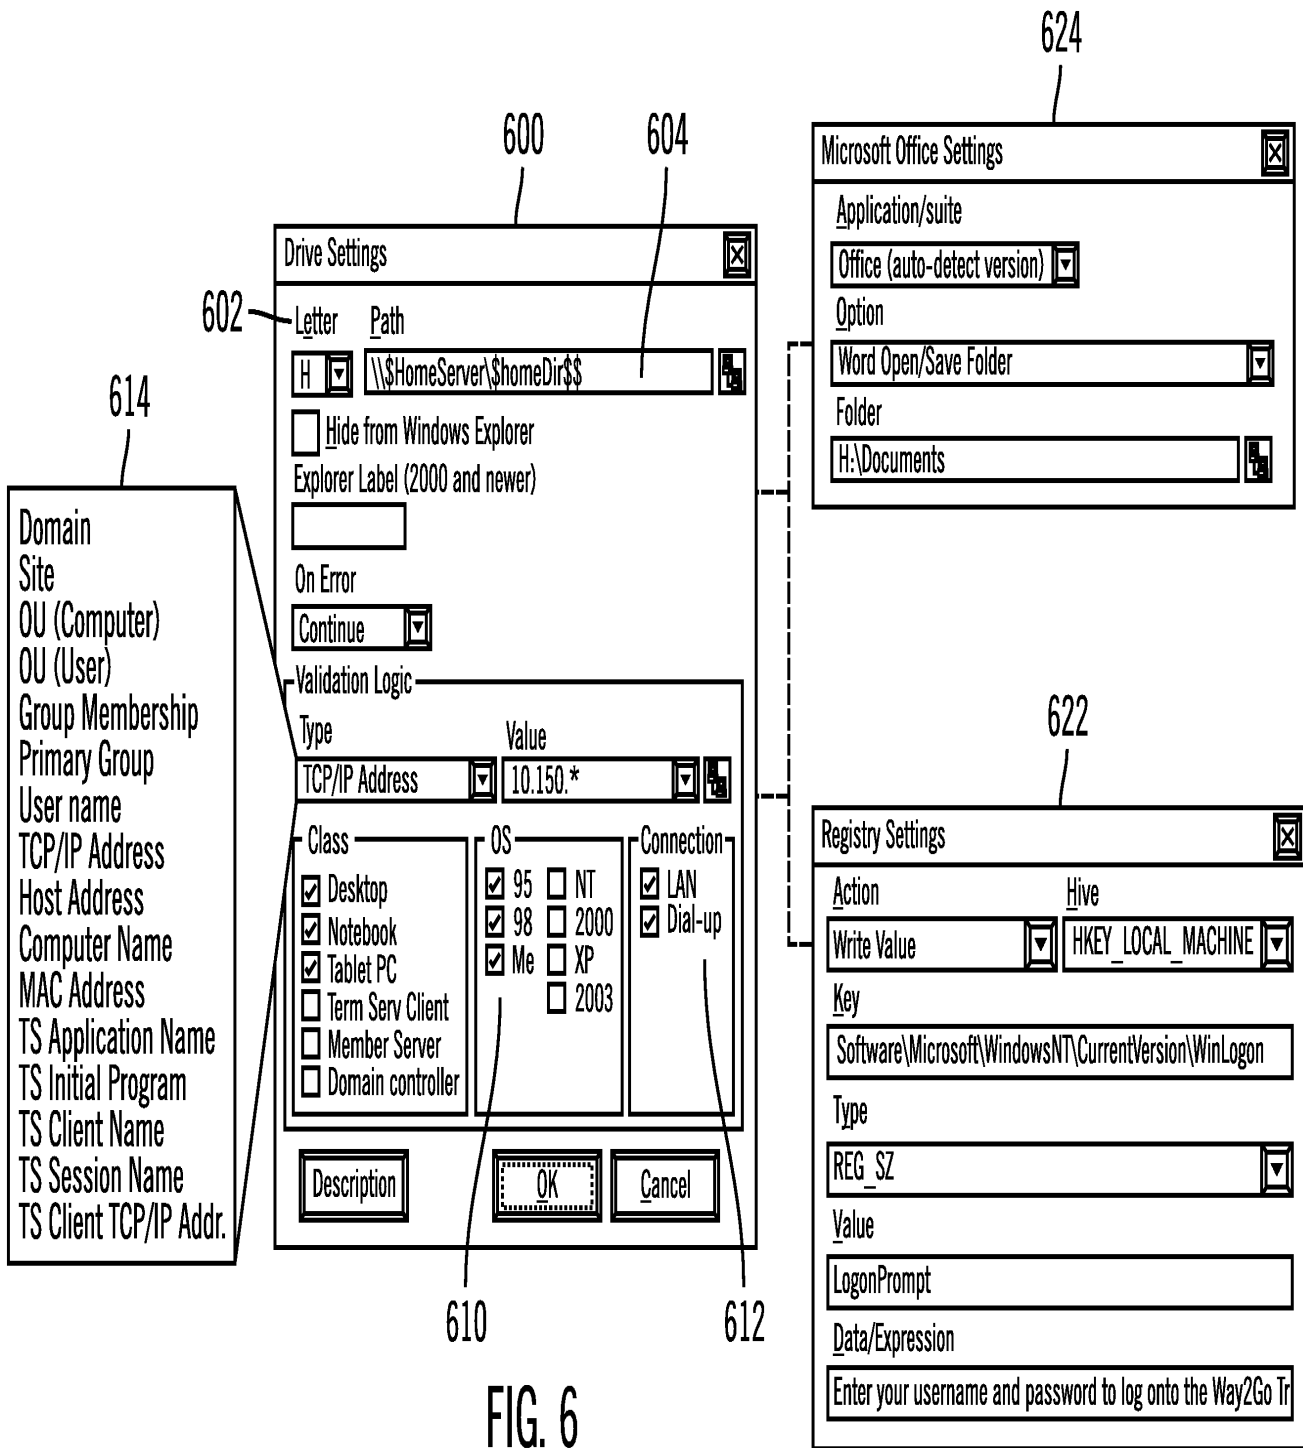 624
600
604
Microsoft Office Settings
Application/suite
Office (auto-detect version)
Option
Word Open/Save Folder
Folder
H:\Documents
Drive Settings
602
Letter Path
H \\$HomeServer\$homeDir$$
Hide from Windows Explorer
Explorer Label (2000 and newer)
On Error
Continue
Validation Logic
Type Value
TCP/IP Address 10.150.*
Class
Desktop
Notebook
Tablet PC
Term Serv Client
Member Server
Domain controller
OS
95 NT
98 2000
Me XP
2003
Connection
LAN
Dial-up
Description OK Cancel
614
Domain
Site
OU (Computer)
OU (User)
Group Membership
Primary Group
User name
TCP/IP Address
Host Address
Computer Name
MAC Address
TS Application Name
TS Initial Program
TS Client Name
TS Session Name
TS Client TCP/IP Addr.
622
Registry Settings
Action Hive
Write Value HKEY_LOCAL_MACHINE
Key
Software\Microsoft\WindowsNT\CurrentVersion\WinLogon
Type
REG_SZ
Value
LogonPrompt
Data/Expression
Enter your username and password to log onto the Way2Go Tr
610
612
FIG. 6